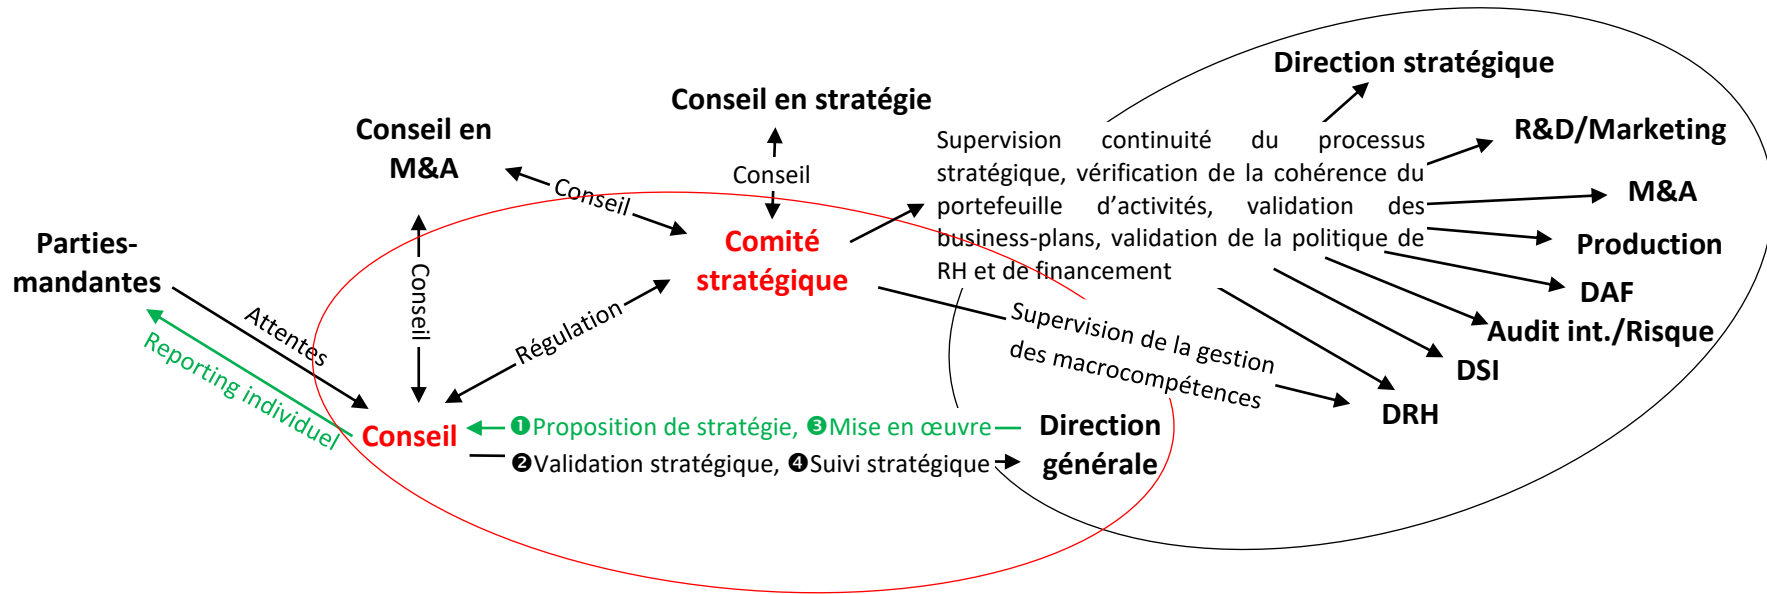 Direction stratégique
Conseil en stratégie
Conseil en
M&A
R&D/Marketing
Supervision continuité du processus
stratégique, vérification de la cohérence du
portefeuille d’activités, validation des
business-plans, validation de la politique de
RH et de financement
Conseil
Conseil
M&A
Parties-
mandantes
Comité
stratégique
Production
Conseil
DAF
Attentes
Régulation
Supervision de la gestion
des macrocompétences
Audit int./Risque
Reporting individuel
DSI
DRH
Conseil
❶Proposition de stratégie, ❸Mise en œuvre
❷Validation stratégique, ❹Suivi stratégique
Direction
générale